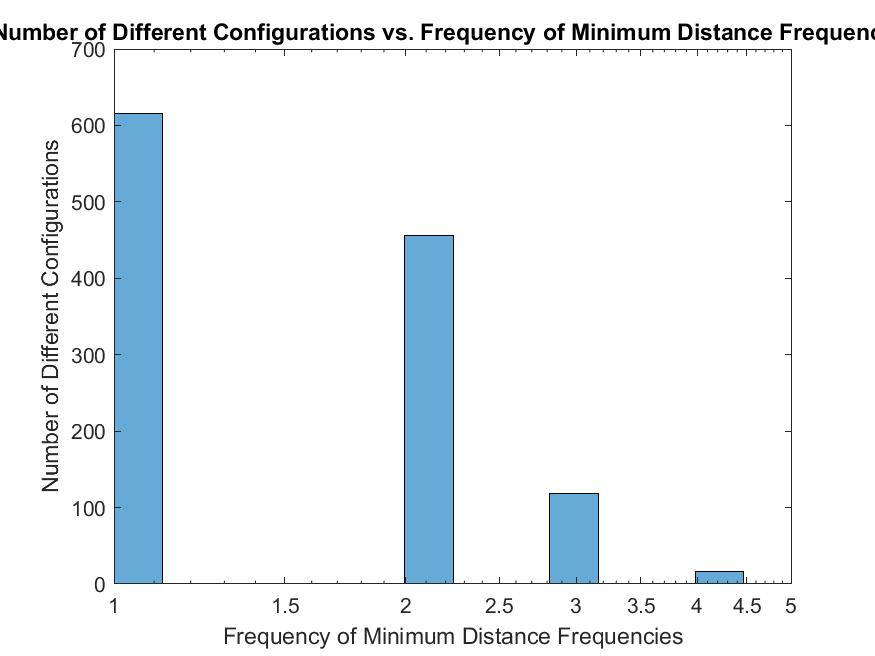 Number of Different Configurations vs. Frequency of Minimum Distance Frequenc
700
600
500
400
300
200
100
0
Number of Different Configurations
1 1.5 2 2.5 3 3.5 4 4.5 5
Frequency of Minimum Distance Frequencies